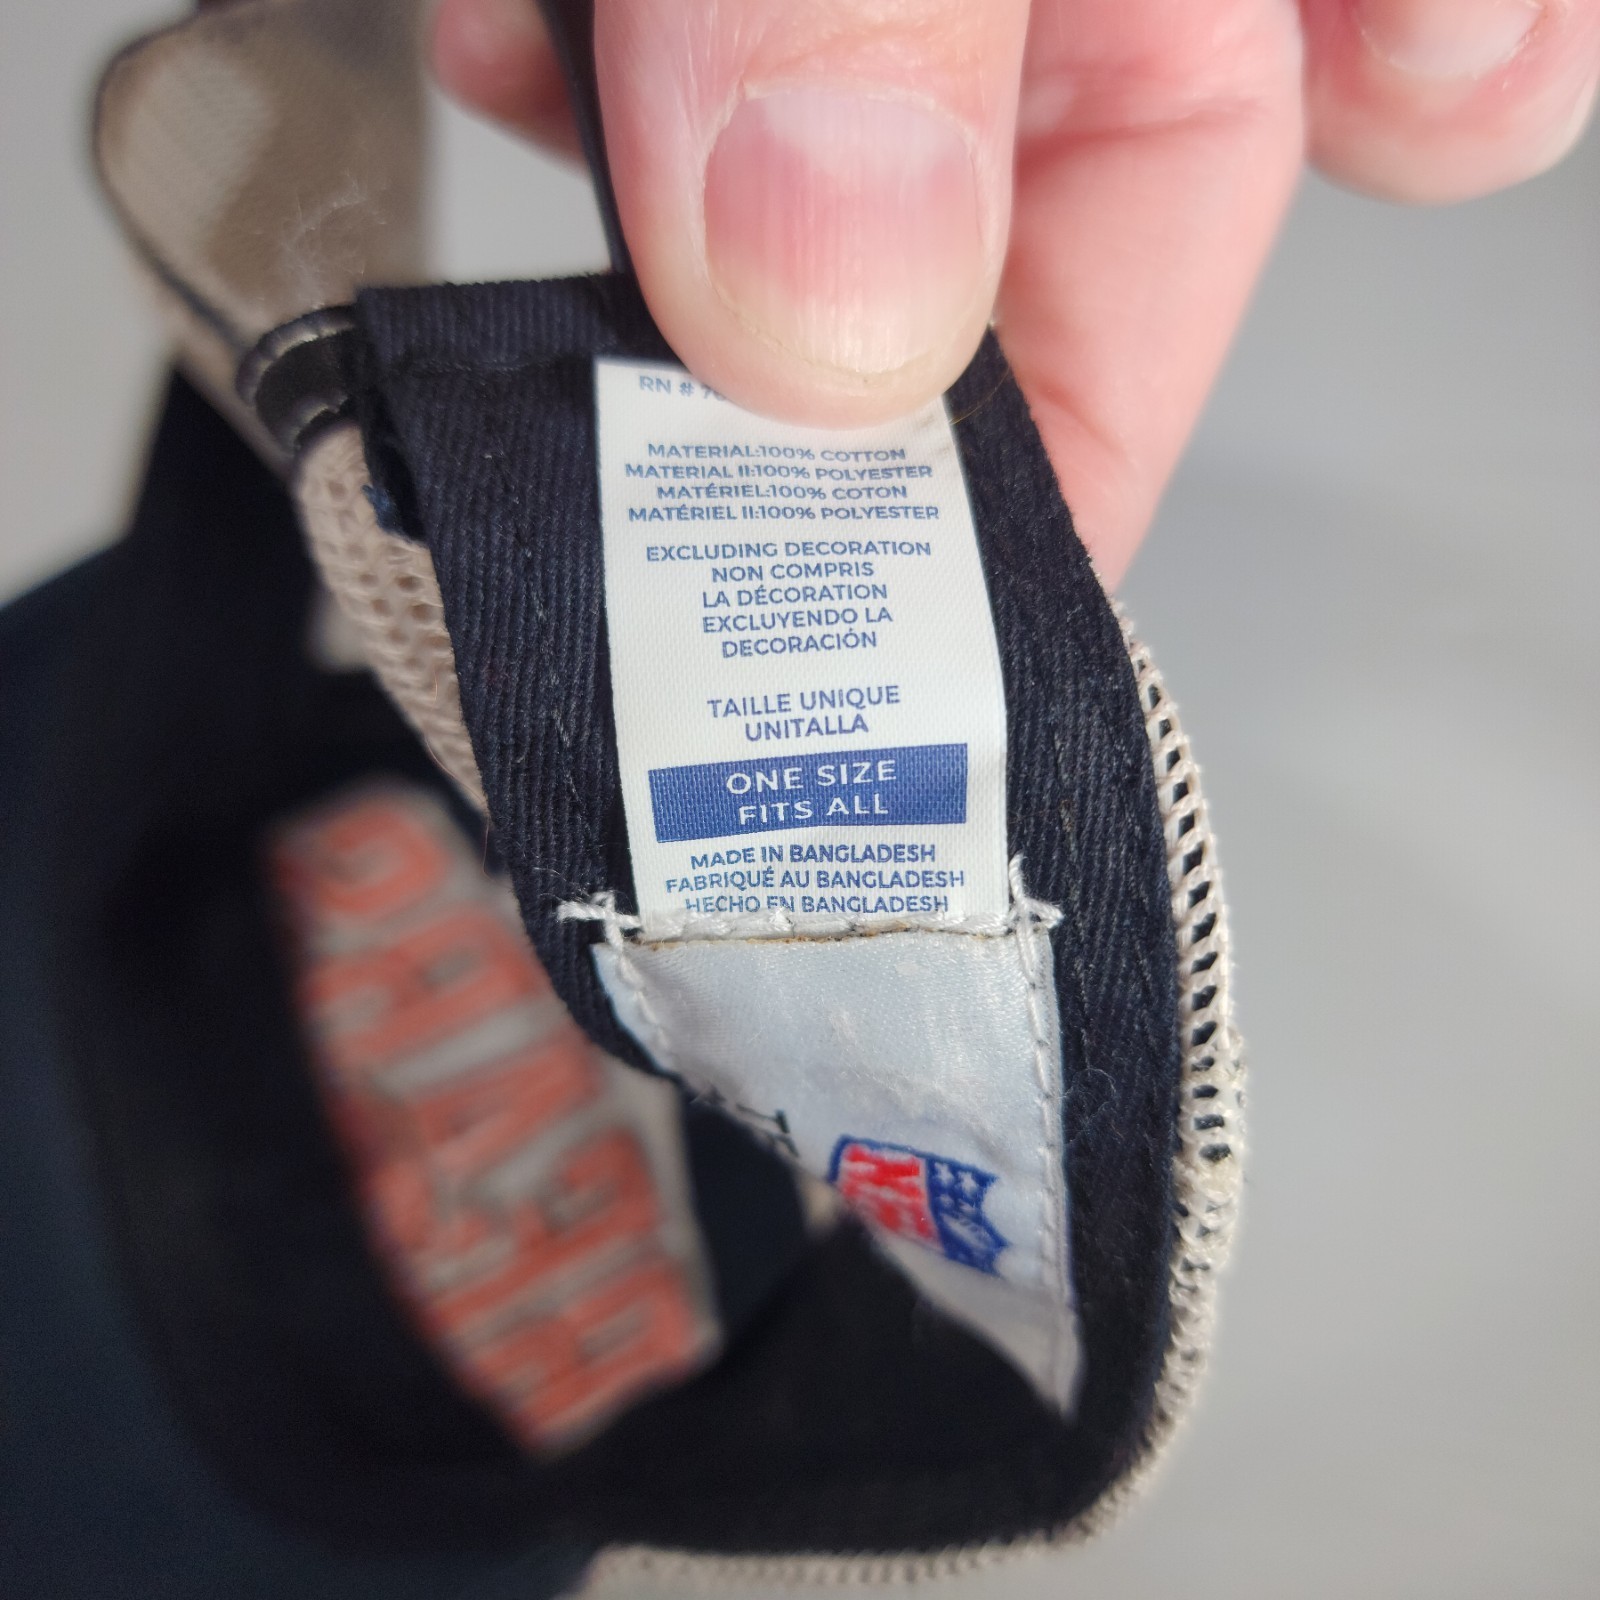 RN #
MATERIAL:100% COTTON
MATERIAL II:100% POLYESTER
MATÉRIEL:100% COTON
MATÉRIEL II:100% POLYESTER
EXCLUDING DECORATION
NON COMPRIS
LA DÉCORATION
EXCLUYENDO LA
DECORACIÓN
TAILLE UNIQUE
UNITALLA
ONE SIZE
FITS ALL
MADE IN BANGLADESH
FABRIQUÉ AU BANGLADESH
HECHO EN BANGLADESH